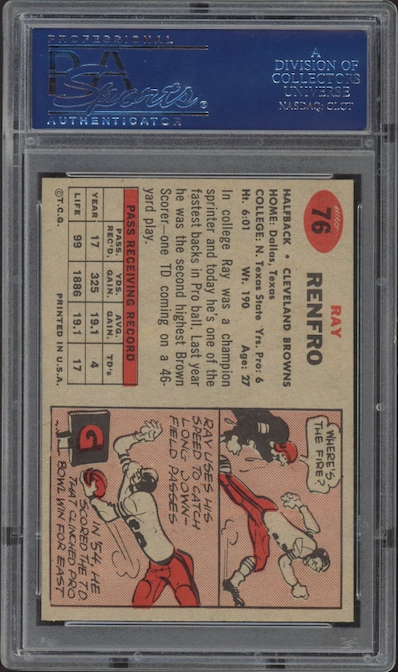 PROFESSIONAL
PSA
Sports
AUTHENTICATOR
A
DIVISION OF
COLLECTORS
UNIVERSE
NASDAQ: CLCT
76
RAY
RENFRO
HALFBACK • CLEVELAND BROWNS
HOME: Dallas, Texas
COLLEGE: N. Texas State Yrs. Pro: 6
Ht. 6:01 Wt. 190 Age: 27
In college Ray was a champion
sprinter and today he's one of the
fastest backs in Pro ball. Last year
he was the second highest Brown
Scorer—one TD coming on a 46-
yard play.
PASS RECEIVING RECORD
PASS. YDS. AVG.
REC'D. GAIN. GAIN. TD's
YEAR 17 325 19.1 4
LIFE 99 1886 19.1 17
©T.C.G. PRINTED IN U.S.A.
WHERE'S
THE FIRE?
RAY USES HIS
SPEED TO CATCH
LONG DOWN-
FIELD PASSES
G
IN '54, HE
SCORED THE TD
THAT CLINCHED PRO
BOWL WIN FOR EAST